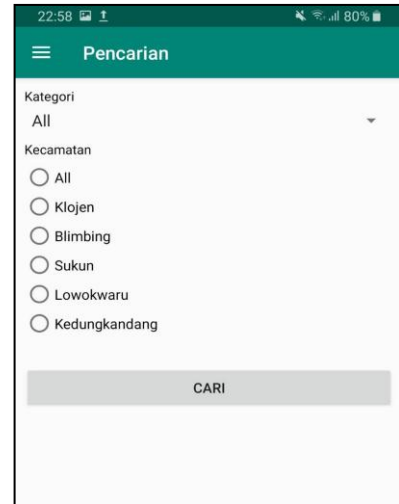 22:58 80%
Pencarian
Kategori
All
Kecamatan
All
Klojen
Blimbing
Sukun
Lowokwaru
Kedungkandang
CARI